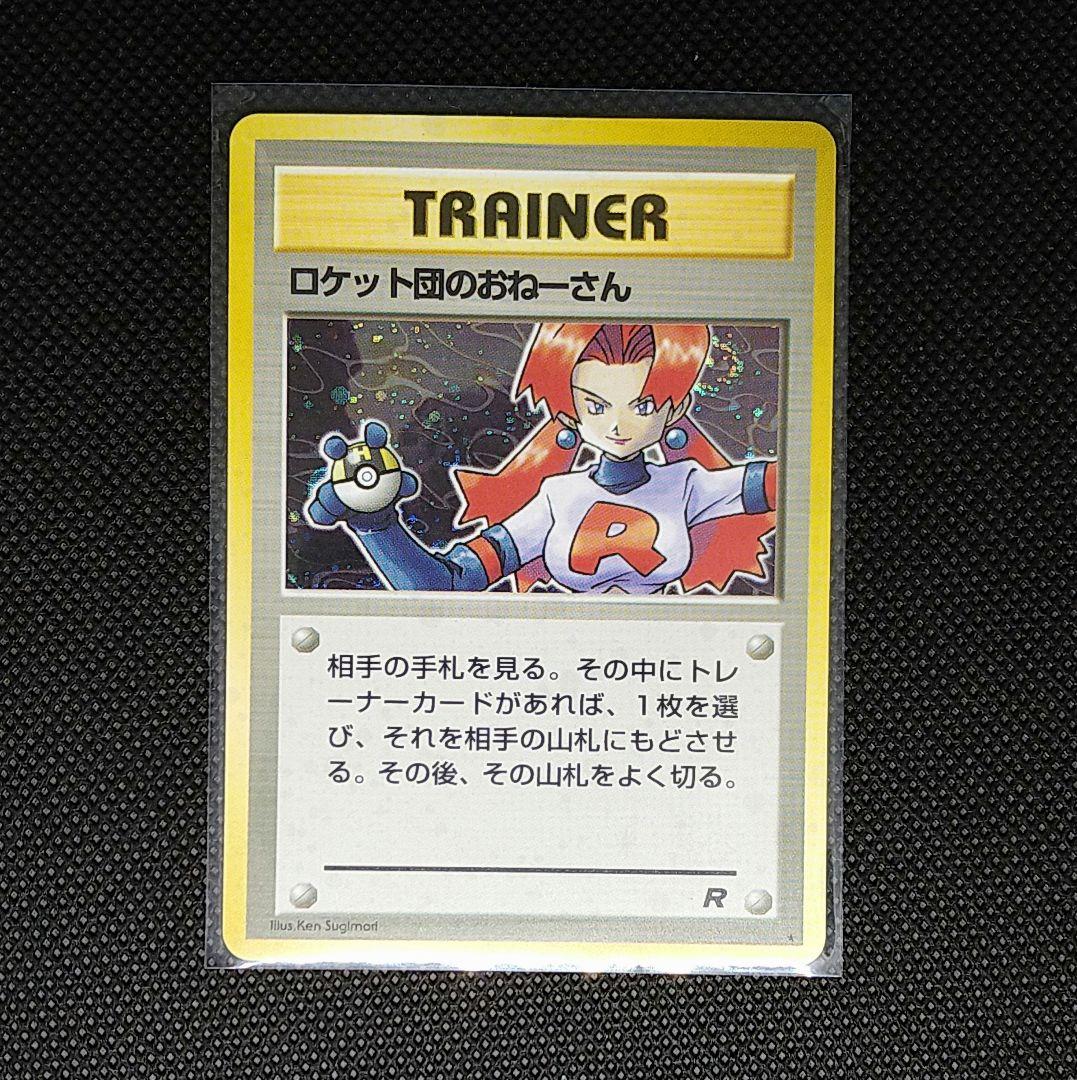 TRAINER
ロケット団のおねーさん
R
相手の手札を見る。その中にトレ
ーナーカードがあれば、1枚を選
び、それを相手の山札にもどさせ
る。その後、その山札をよく切る。
R
Illus. Ken Sugimori